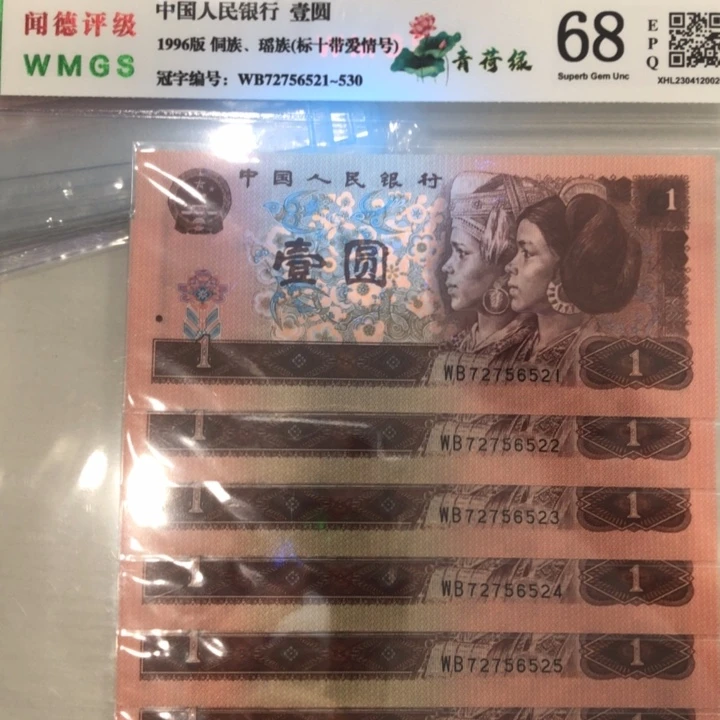 闻德评级
WMGS
中国人民银行 壹圆
1996版 侗族、瑶族(标十带爱情号)
冠字编号: WB72756521~530
青荷绿
68
Superb Gem Unc
E
P
Q
XHL230412002
中国人民银行
1
壹圆
1
WB72756521
1
1
WB72756522
1
1
WB72756523
1
1
WB72756524
1
1
WB72756525
1